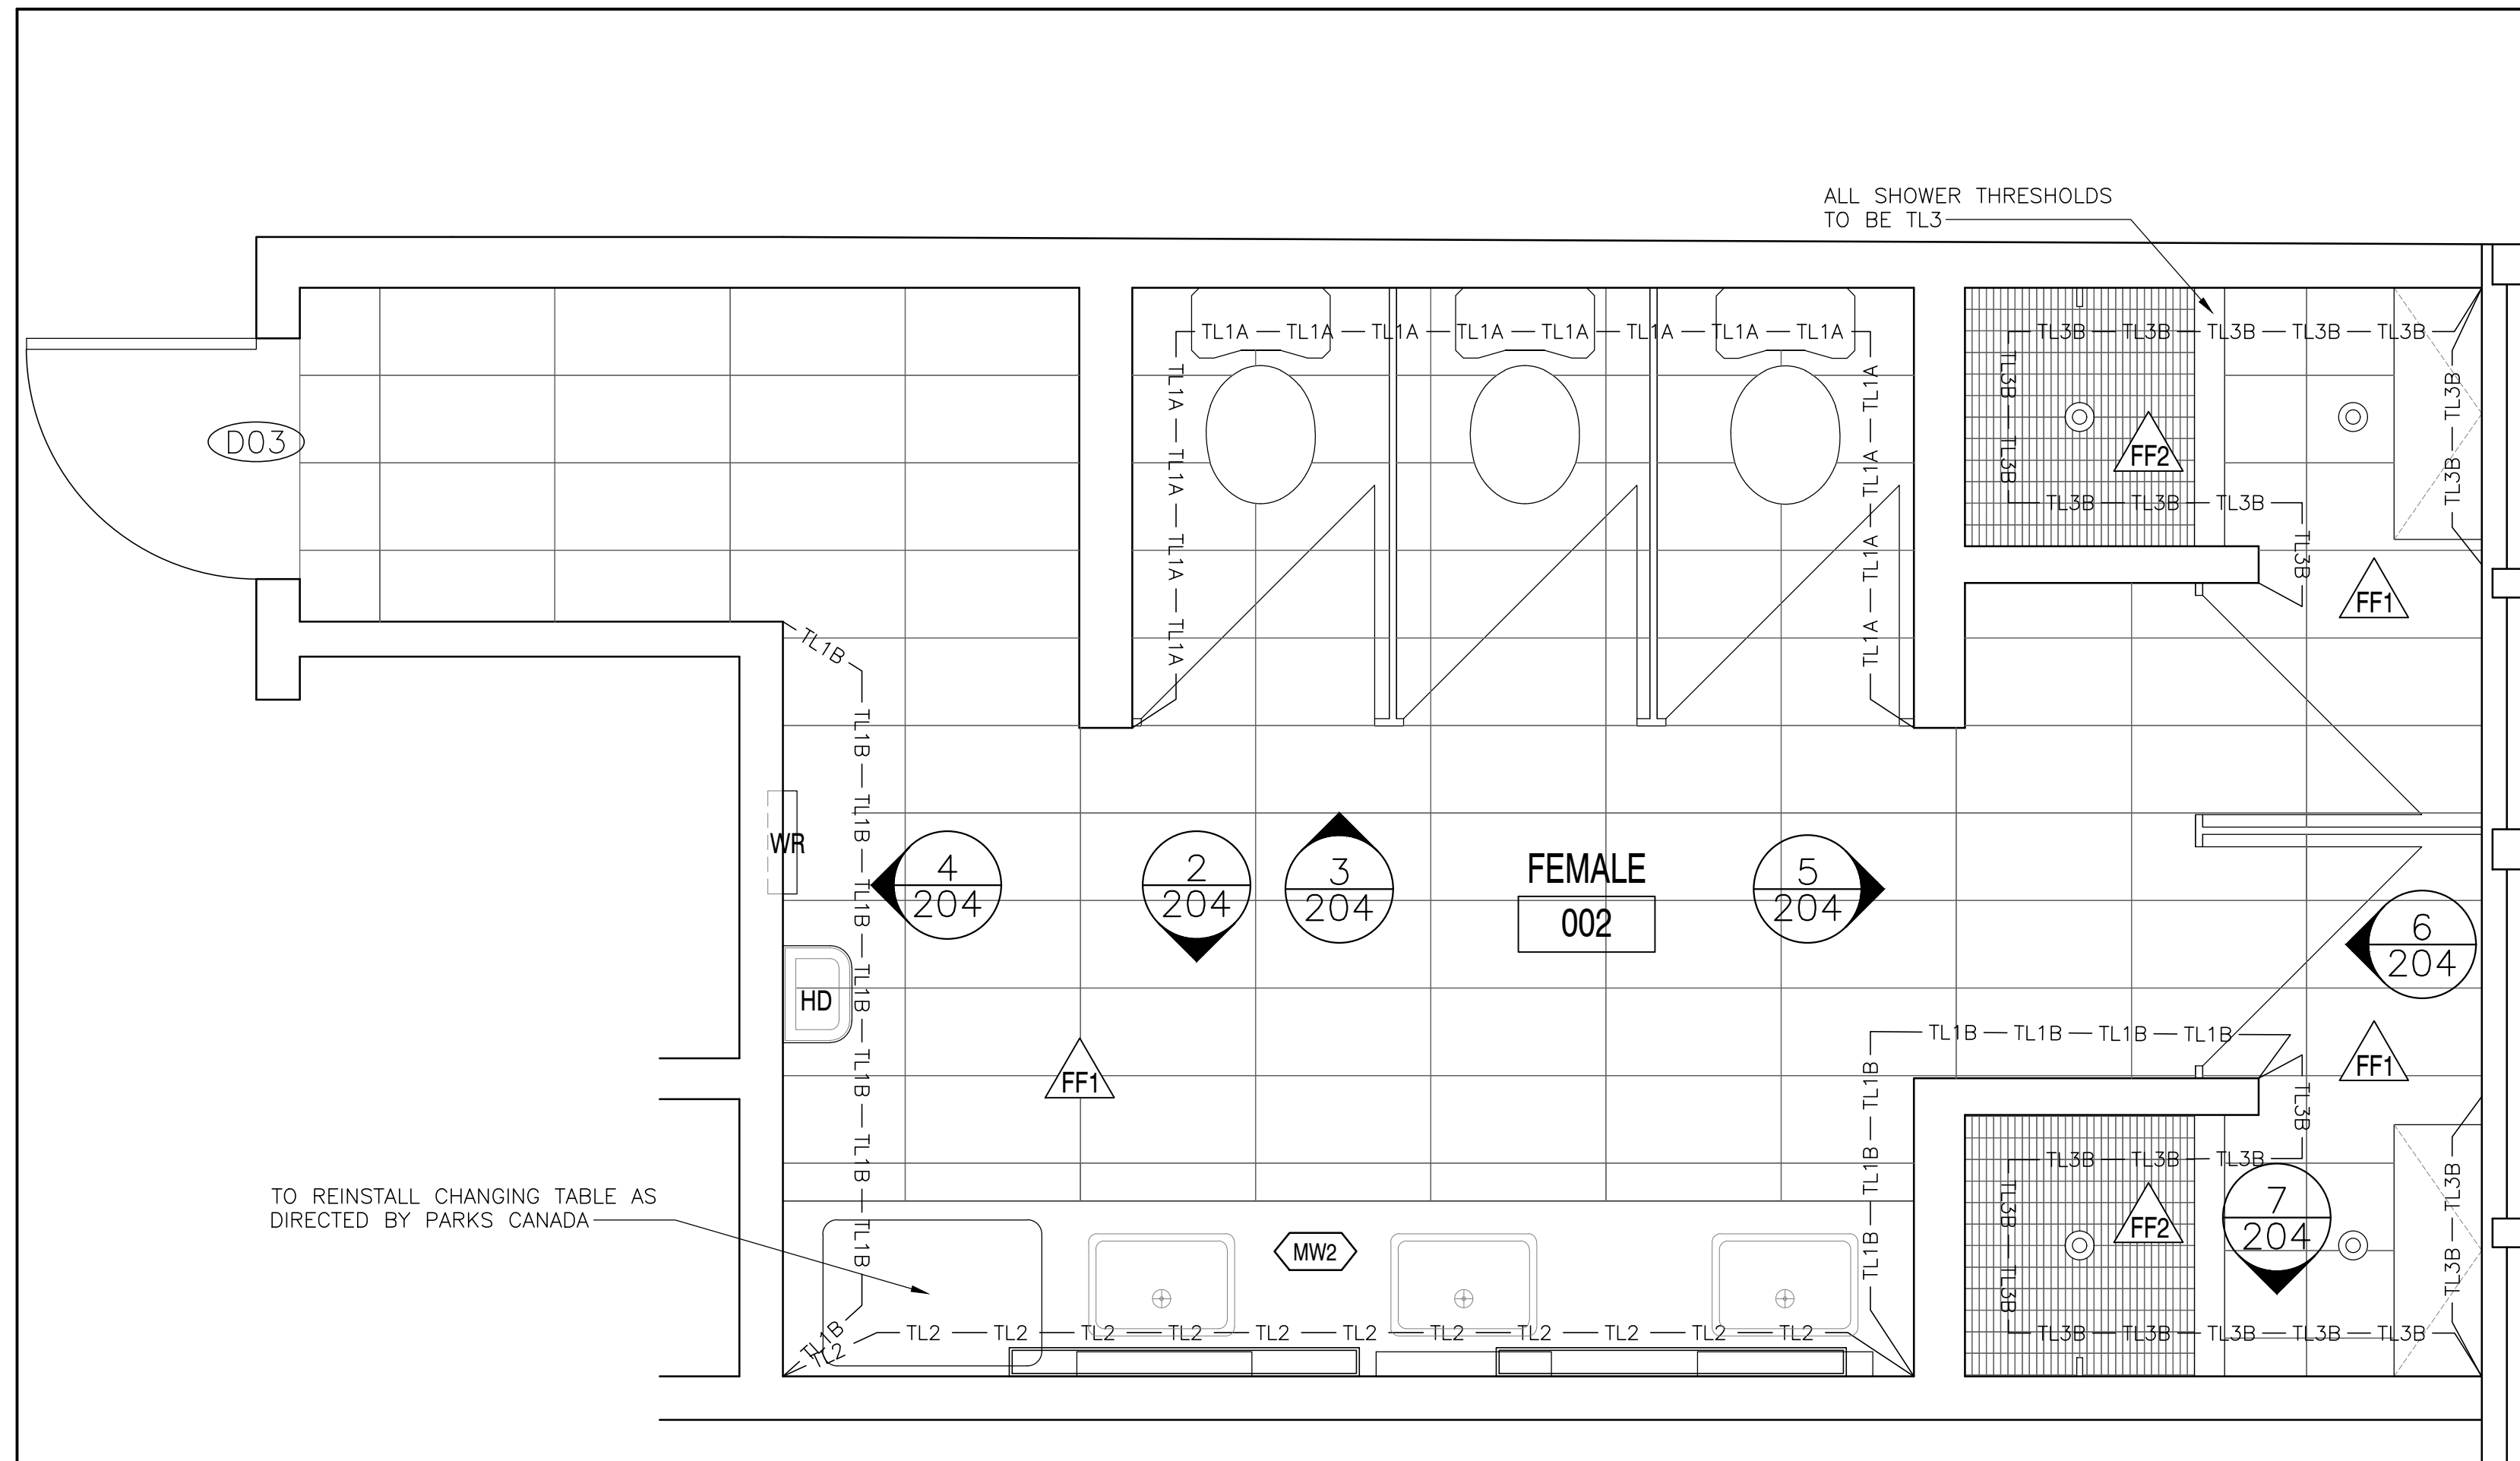 ALL SHOWER THRESHOLDS
TO BE TL3
TL1A TL1A TL1A TL1A TL1A TL1A TL1A TL1A
TL3B TL3B TL3B TL3B TL3B
TL1A TL1A TL1A TL1A
TL1A TL1A TL1A TL1A
TL3B TL3B
TL3B TL3B
D03
FF2
TL3B TL3B TL3B
TL3B
FF1
TL1B
TL1B TL1B TL1B TL1B TL1B TL1B TL1B
WR
4
204
2
204
3
204
FEMALE
002
5
204
6
204
HD
FF1
TL1B TL1B TL1B TL1B
TL1B TL1B TL1B
FF1
TL3B
TL3B TL3B TL3B
TL3B TL3B
TL3B TL3B
FF2
7
204
TO REINSTALL CHANGING TABLE AS
DIRECTED BY PARKS CANADA
MW2
TL1B
TL2
TL2 TL2 TL2 TL2 TL2 TL2 TL2 TL2 TL2 TL2 TL2
TL3B TL3B TL3B TL3B TL3B